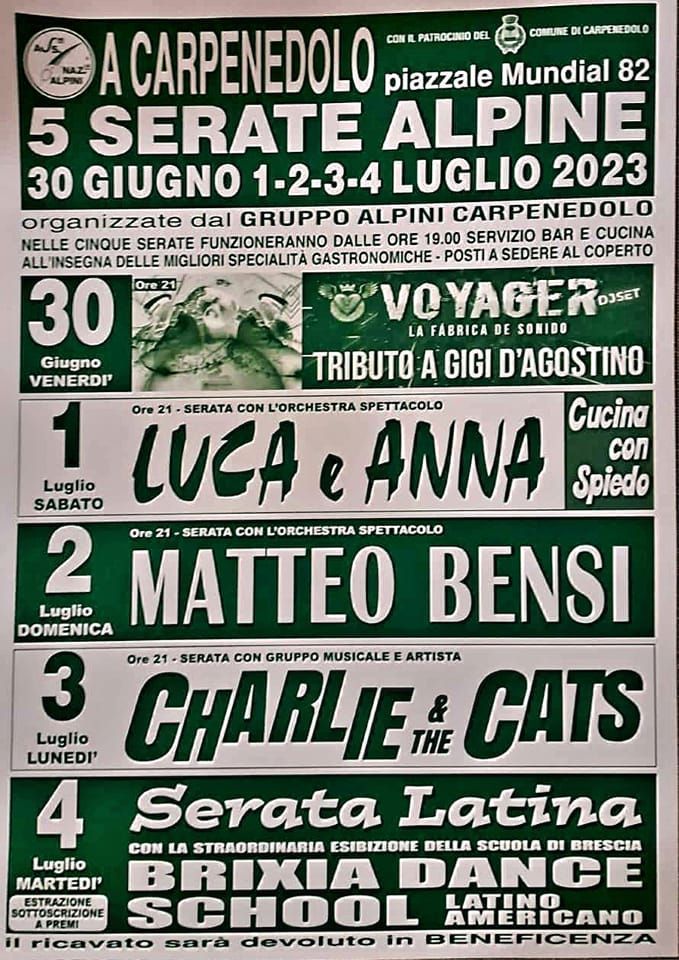 Ass. NAZ. ALPINI
A CARPENEDOLO
CON IL PATROCINIO DEL COMUNE DI CARPENEDOLO
piazzale Mundial 82
5 SERATE ALPINE
30 GIUGNO 1-2-3-4 LUGLIO 2023
organizzate dal GRUPPO ALPINI CARPENEDOLO
NELLE CINQUE SERATE FUNZIONERANNO DALLE ORE 19.00 SERVIZIO BAR E CUCINA
ALL'INSEGNA DELLE MIGLIORI SPECIALITÀ GASTRONOMICHE - POSTI A SEDERE AL COPERTO
30
Giugno
VENERDI'
Ore 21
VOYAGER DJSET
LA FÁBRICA DE SONIDO
TRIBUTO A GIGI D'AGOSTINO
1
Luglio
SABATO
Ore 21 - SERATA CON L'ORCHESTRA SPETTACOLO
LUCA e ANNA
Cucina
con
Spiedo
2
Luglio
DOMENICA
Ore 21 - SERATA CON L'ORCHESTRA SPETTACOLO
MATTEO BENSI
3
Luglio
LUNEDI'
Ore 21 - SERATA CON GRUPPO MUSICALE E ARTISTA
CHARLIE & THE CATS
4
Luglio
MARTEDI'
ESTRAZIONE
SOTTOSCRIZIONE
A PREMI
Serata Latina
CON LA STRAORDINARIA ESIBIZIONE DELLA SCUOLA DI BRESCIA
BRIXIA DANCE
SCHOOL LATINO AMERICANO
il ricavato sarà devoluto in BENEFICENZA